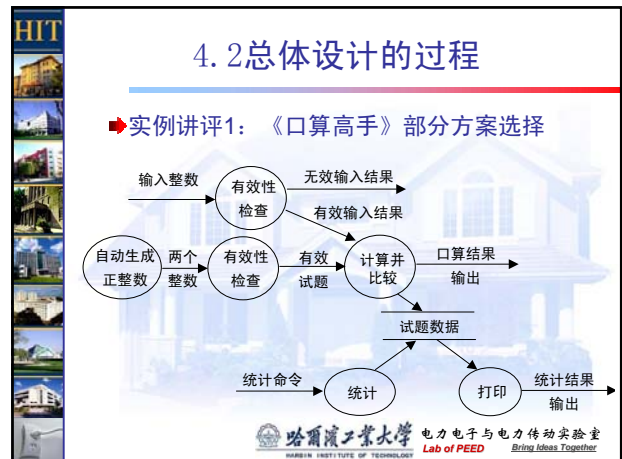 HIT
4.2总体设计的过程
实例讲评1：《口算高手》部分方案选择
输入整数
有效性
检查
无效输入结果
有效输入结果
自动生成
正整数
两个
整数
有效性
检查
有效
试题
计算并
比较
口算结果
输出
试题数据
统计命令
统计
打印
统计结果
输出
哈尔滨工业大学
HARBIN INSTITUTE OF TECHNOLOGY
电力电子与电力传动实验室
Lab of PEED Bring Ideas Together